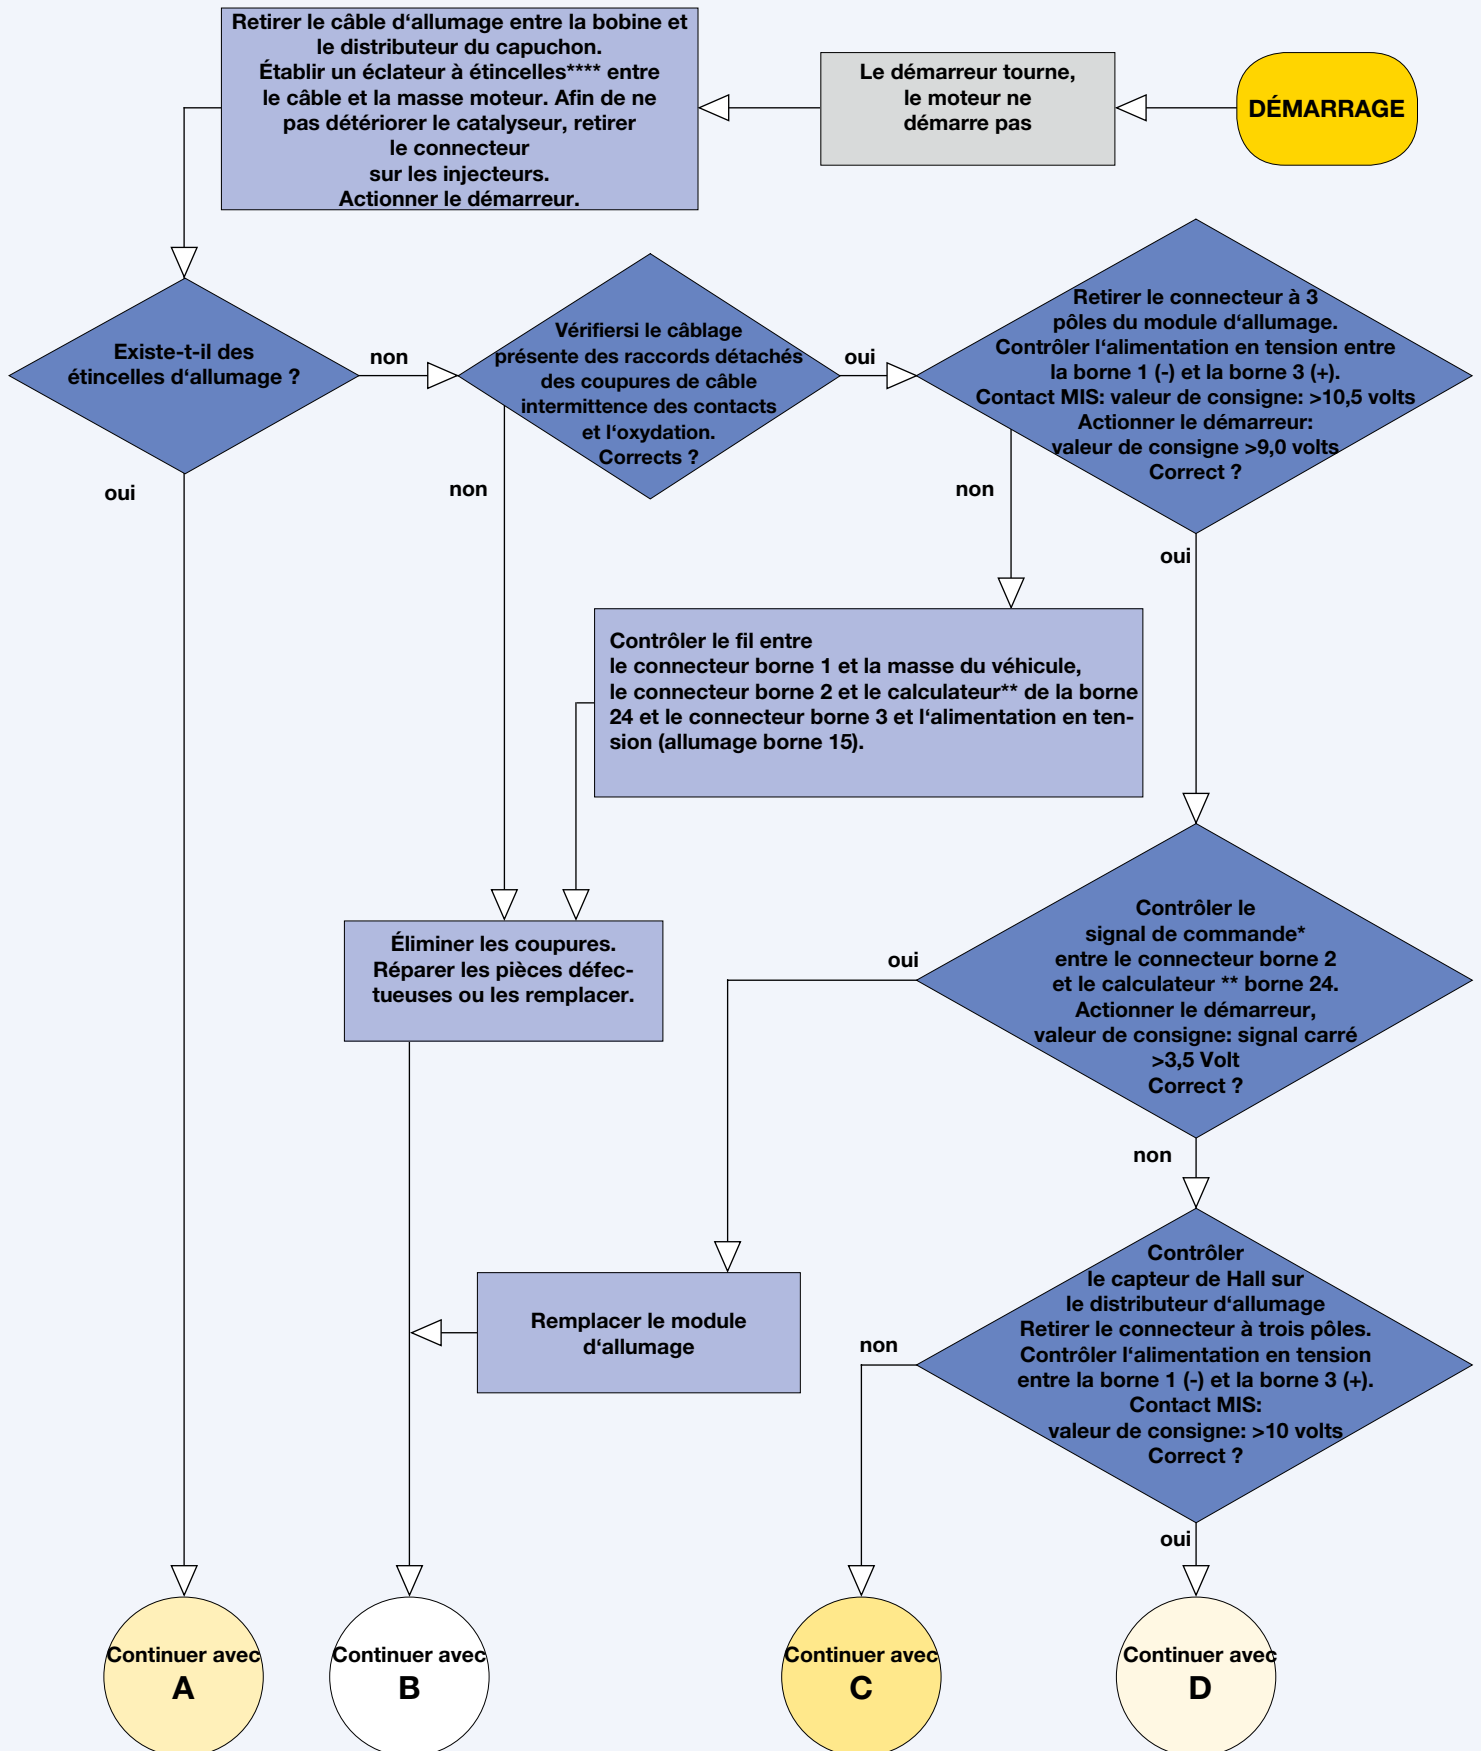 Retirer le câble d‘allumage entre la bobine et
le distributeur du capuchon.
Établir un éclateur à étincelles**** entre
le câble et la masse moteur. Afin de ne
pas détériorer le catalyseur, retirer
le connecteur
sur les injecteurs.
Actionner le démarreur.
Le démarreur tourne,
le moteur ne
démarre pas
DÉMARRAGE
Existe-t-il des
étincelles d‘allumage ?
non
oui
Vérifiersi le câblage
présente des raccords détachés
des coupures de câble
intermittence des contacts
et l‘oxydation.
Corrects ?
oui
non
Retirer le connecteur à 3
pôles du module d‘allumage.
Contrôler l‘alimentation en tension entre
la borne 1 (-) et la borne 3 (+).
Contact MIS: valeur de consigne: >10,5 volts
Actionner le démarreur:
valeur de consigne >9,0 volts
Correct ?
non
oui
Contrôler le fil entre
le connecteur borne 1 et la masse du véhicule,
le connecteur borne 2 et le calculateur** de la borne
24 et le connecteur borne 3 et l‘alimentation en ten-
sion (allumage borne 15).
Éliminer les coupures.
Réparer les pièces défec-
tueuses ou les remplacer.
Contrôler le
signal de commande*
entre le connecteur borne 2
et le calculateur ** borne 24.
Actionner le démarreur,
valeur de consigne: signal carré
>3,5 Volt
Correct ?
oui
non
Remplacer le module
d‘allumage
Contrôler
le capteur de Hall sur
le distributeur d‘allumage
Retirer le connecteur à trois pôles.
Contrôler l‘alimentation en tension
entre la borne 1 (-) et la borne 3 (+).
Contact MIS:
valeur de consigne: >10 volts
Correct ?
non
oui
Continuer avec
A
Continuer avec
B
Continuer avec
C
Continuer avec
D